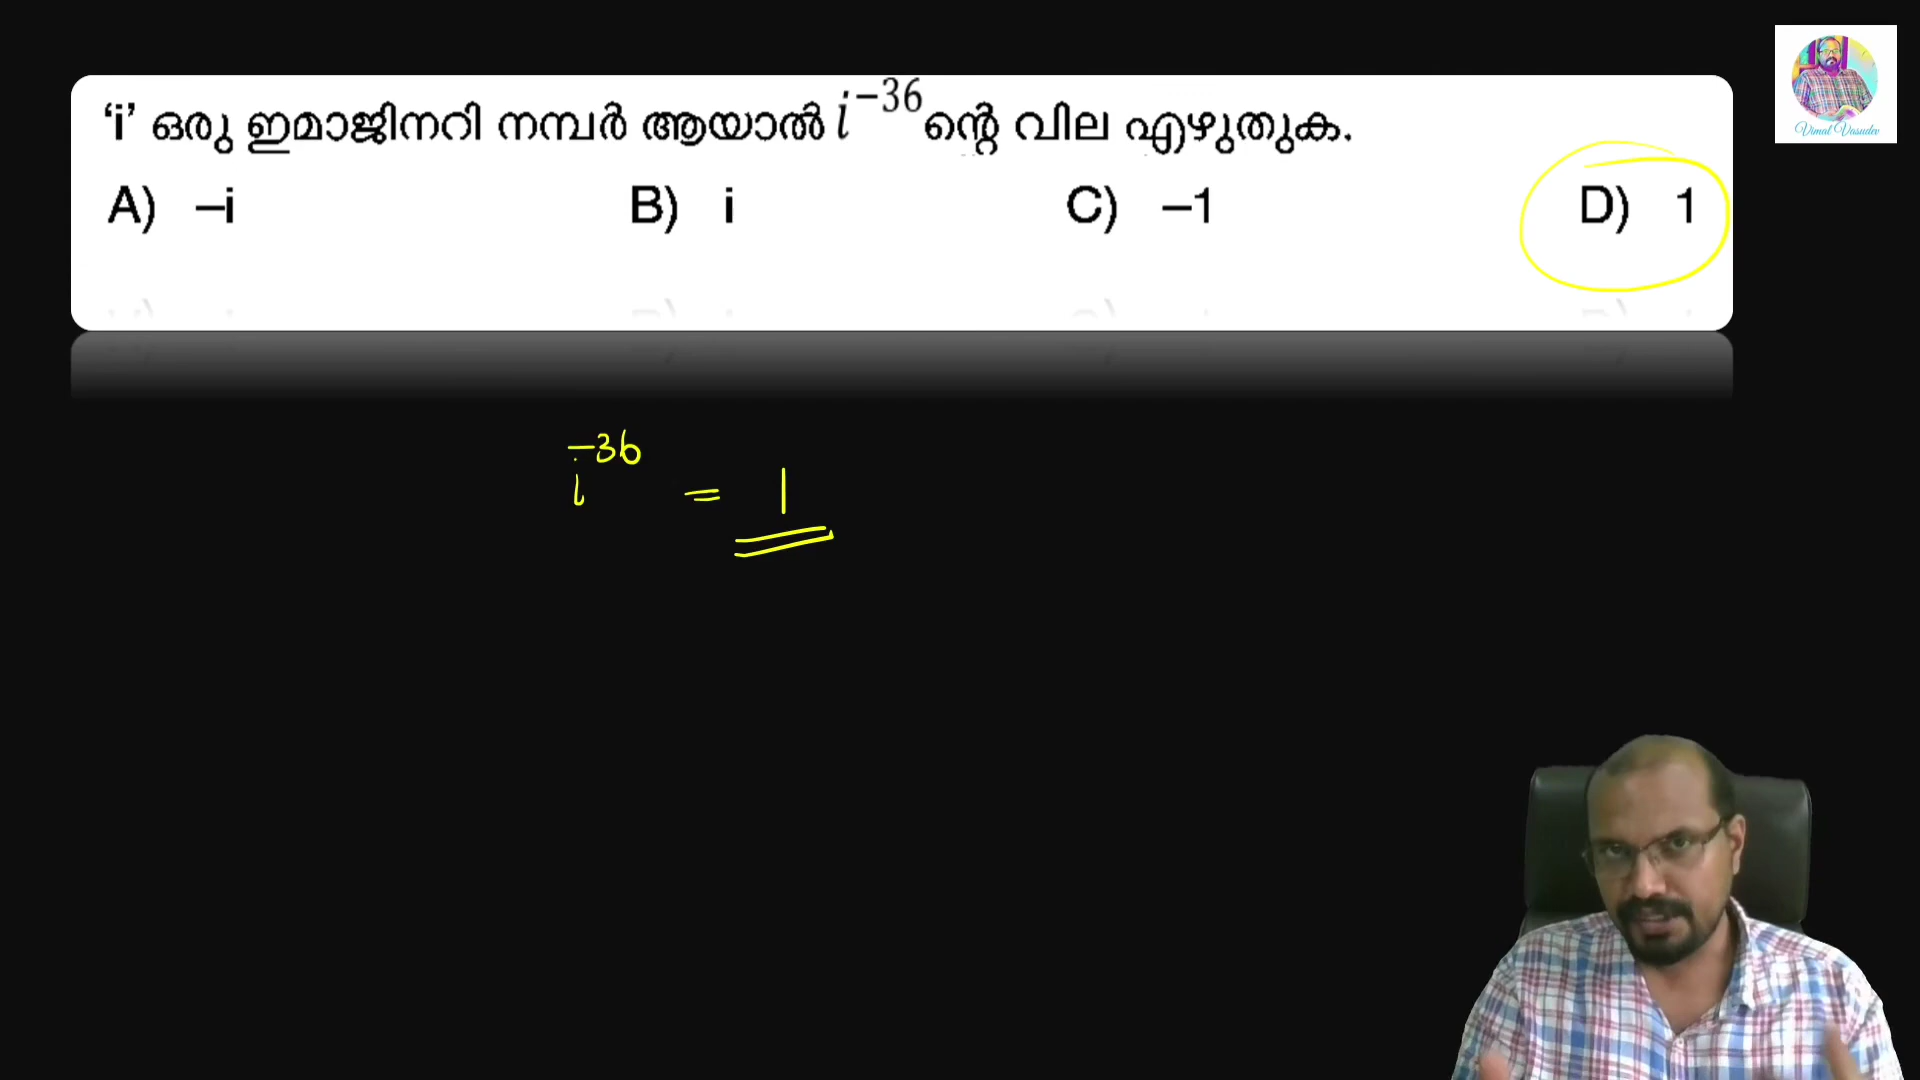 ‘i’ ഒരു ഇമാജിനറി നമ്പർ ആയാൽ i⁻³⁶ ന്റെ വില എഴുതുക.
A) –i B) i C) –1 D) 1
i⁻³⁶ = 1
Vimal Vasudev